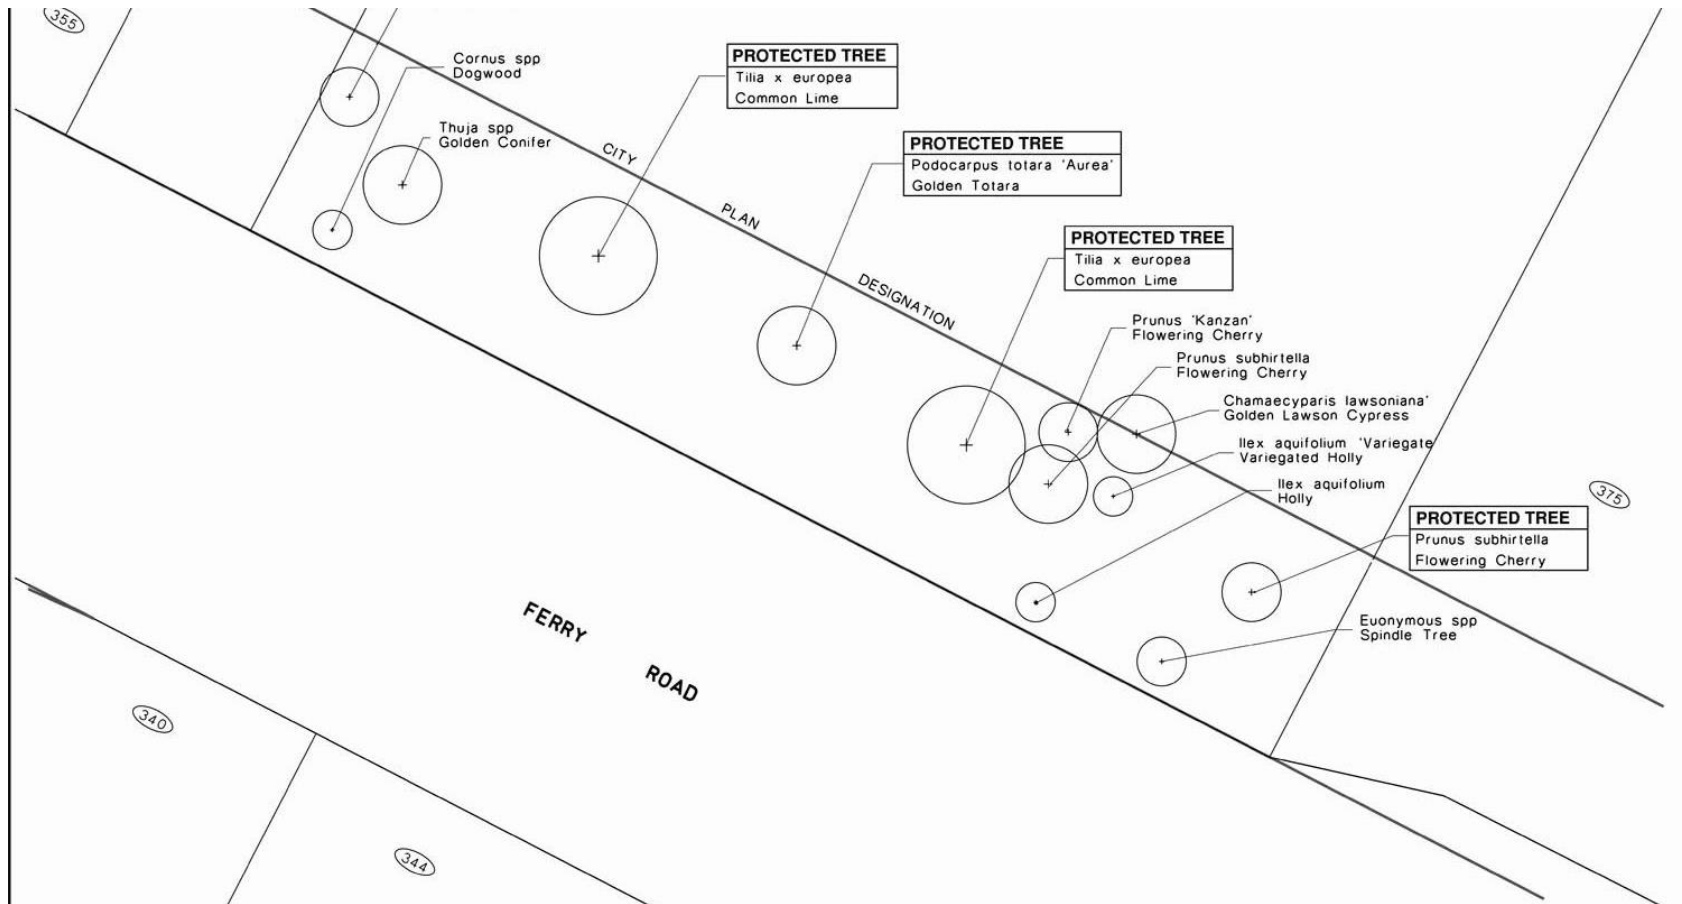 355
Cornus spp
Dogwood
Thuja spp
Golden Conifer
PROTECTED TREE
Tilia x europea
Common Lime
PROTECTED TREE
Podocarpus totara 'Aurea'
Golden Totara
PROTECTED TREE
Tilia x europea
Common Lime
CITY PLAN DESIGNATION
Prunus 'Kanzan'
Flowering Cherry
Prunus subhirtella
Flowering Cherry
Chamaecyparis lawsoniana'
Golden Lawson Cypress
Ilex aquifolium 'Variegate
Variegated Holly
Ilex aquifolium
Holly
375
PROTECTED TREE
Prunus subhirtella
Flowering Cherry
Euonymous spp
Spindle Tree
FERRY ROAD
340
344